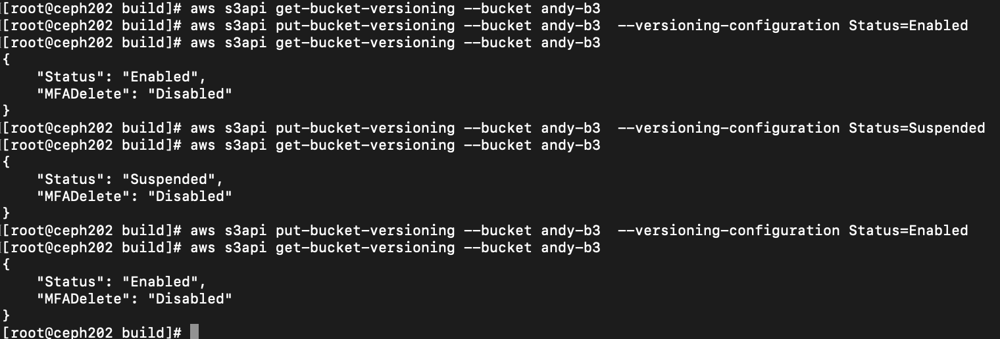 [root@ceph202 build]# aws s3api get-bucket-versioning --bucket andy-b3
[root@ceph202 build]# aws s3api put-bucket-versioning --bucket andy-b3  --versioning-configuration Status=Enabled
[root@ceph202 build]# aws s3api get-bucket-versioning --bucket andy-b3
{
    "Status": "Enabled",
    "MFADelete": "Disabled"
}
[root@ceph202 build]# aws s3api put-bucket-versioning --bucket andy-b3  --versioning-configuration Status=Suspended
[root@ceph202 build]# aws s3api get-bucket-versioning --bucket andy-b3
{
    "Status": "Suspended",
    "MFADelete": "Disabled"
}
[root@ceph202 build]# aws s3api put-bucket-versioning --bucket andy-b3  --versioning-configuration Status=Enabled
[root@ceph202 build]# aws s3api get-bucket-versioning --bucket andy-b3
{
    "Status": "Enabled",
    "MFADelete": "Disabled"
}
[root@ceph202 build]#